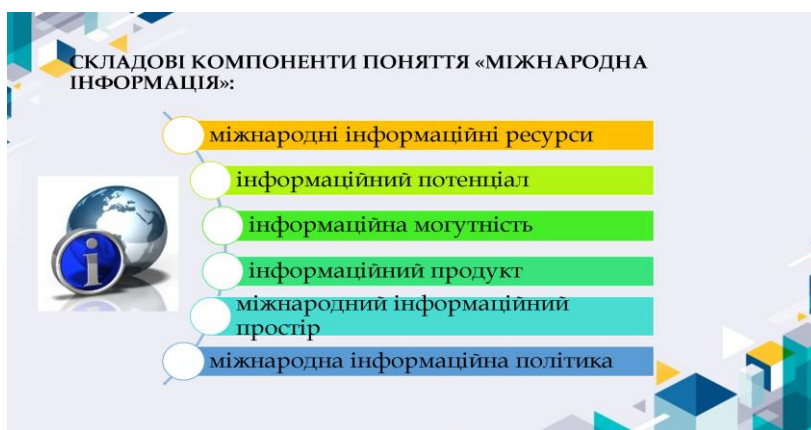 СКЛАДОВІ КОМПОНЕНТИ ПОНЯТТЯ «МІЖНАРОДНА
ІНФОРМАЦІЯ»:
міжнародні інформаційні ресурси
інформаційний потенціал
інформаційна могутність
інформаційний продукт
міжнародний інформаційний
простір
міжнародна інформаційна політика
i